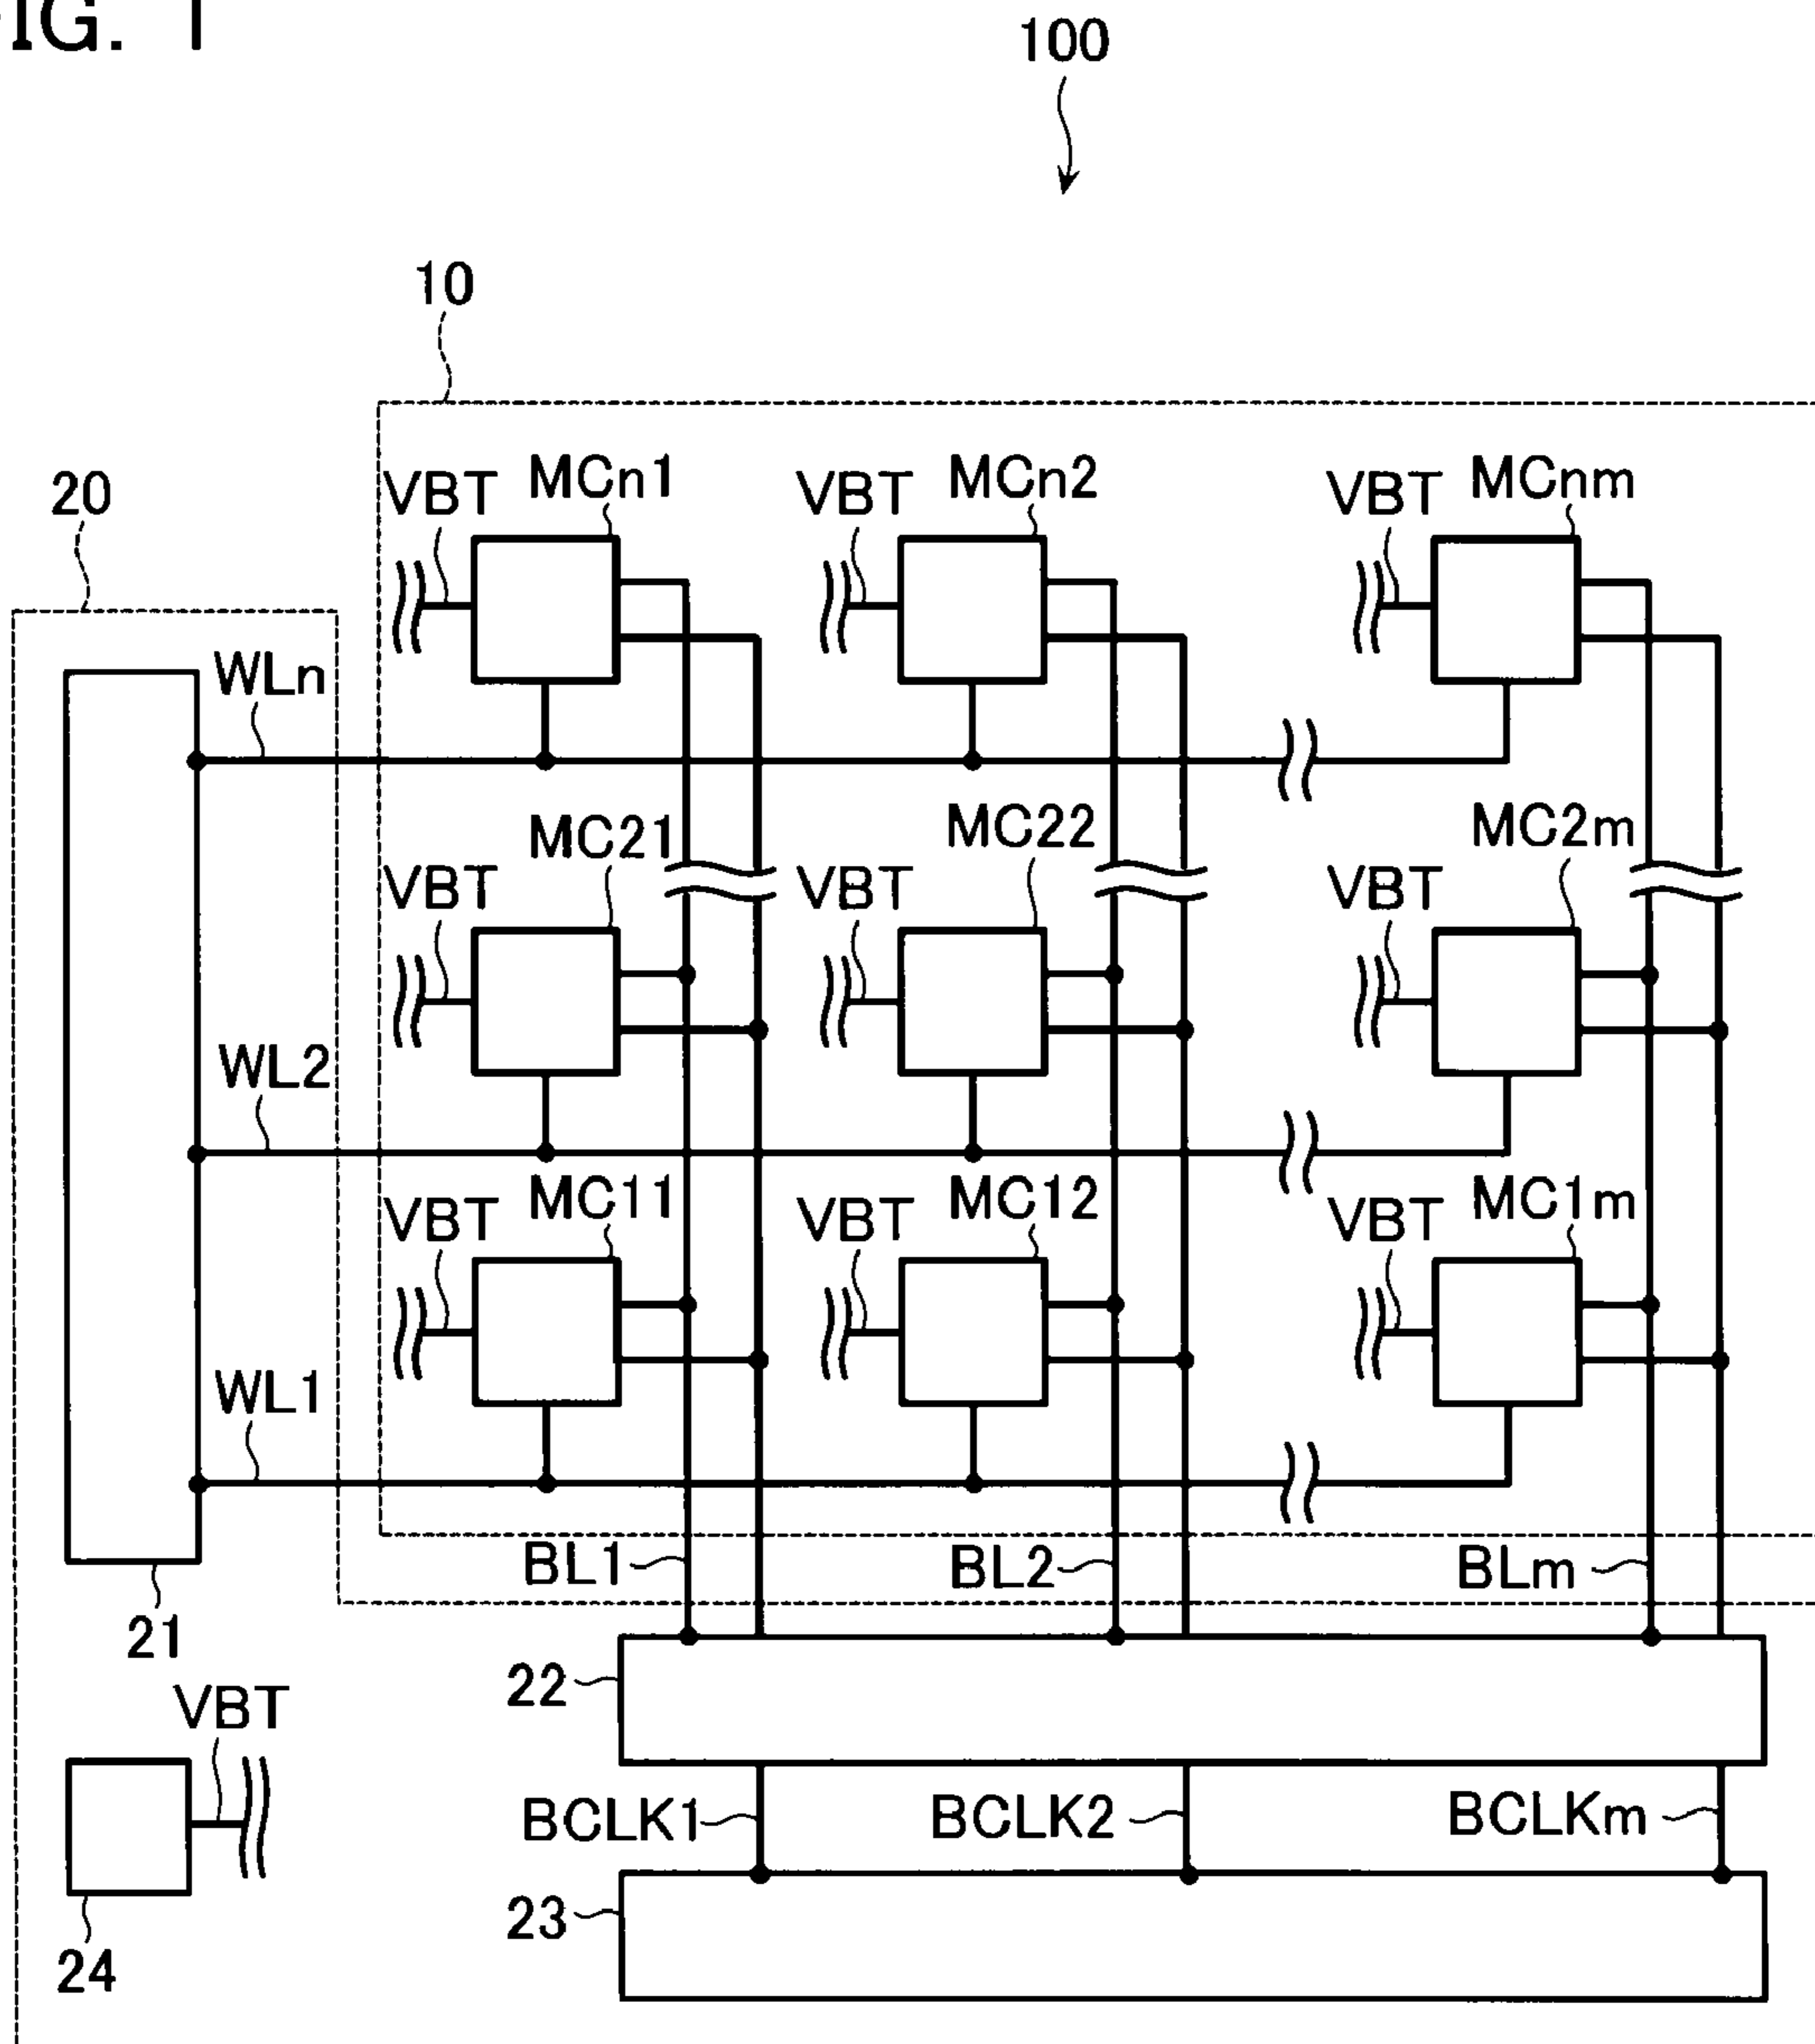 FIG. 1
100
10
20
VBT MCn1 VBT MCn2 VBT MCnm
WLn
MC21 MC22 MC2m
VBT VBT VBT
WL2
VBT MC11 VBT MC12 VBT MC1m
WL1
BL1 BL2 BLm
21
22
VBT
BCLK1 BCLK2 BCLKm
23
24